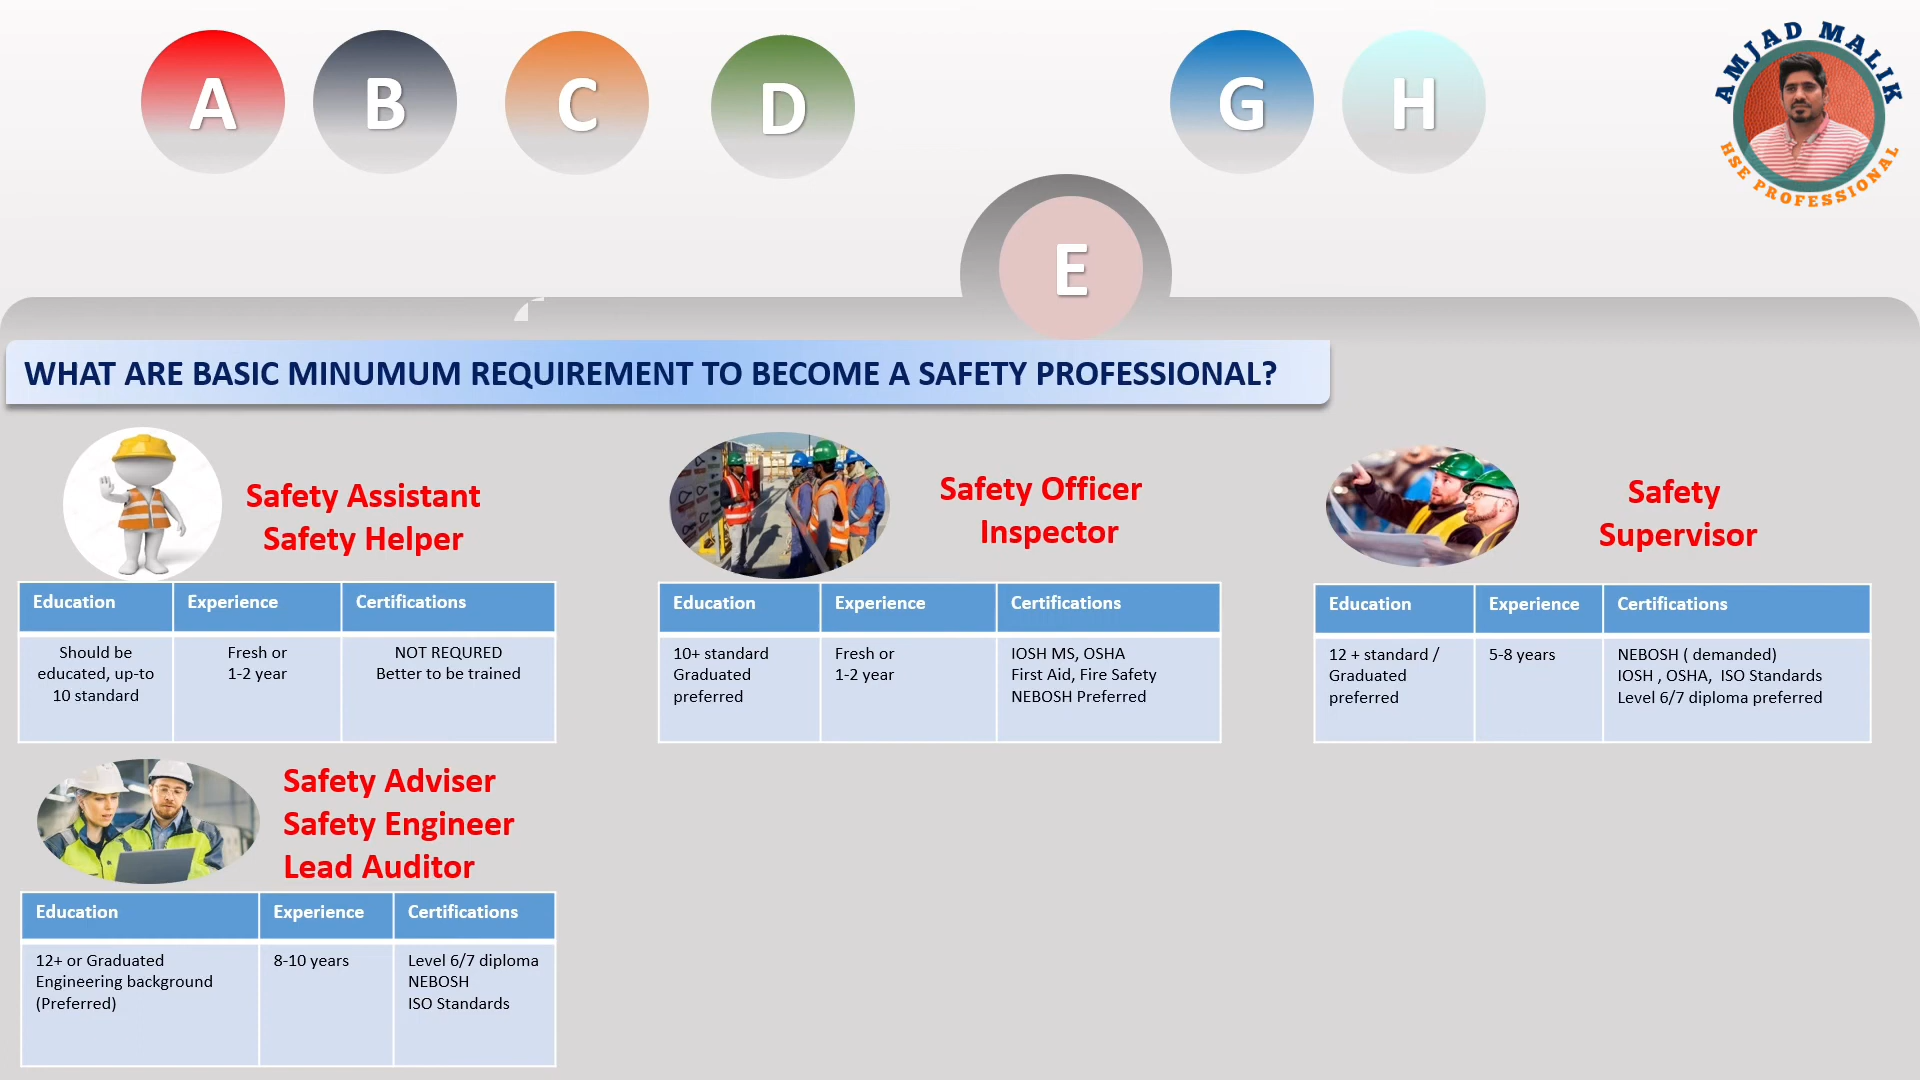 A
B
C
D
G
H
AMJAD MALIK
HSE PROFESSIONAL
E
WHAT ARE BASIC MINUMUM REQUIREMENT TO BECOME A SAFETY PROFESSIONAL?
Safety Assistant
Safety Helper
Education
Experience
Certifications
Should be
educated, up-to
10 standard
Fresh or
1-2 year
NOT REQURED
Better to be trained
Safety Officer
Inspector
Education
Experience
Certifications
10+ standard
Graduated
preferred
Fresh or
1-2 year
IOSH MS, OSHA
First Aid, Fire Safety
NEBOSH Preferred
Safety
Supervisor
Education
Experience
Certifications
12 + standard /
Graduated
preferred
5-8 years
NEBOSH ( demanded)
IOSH , OSHA, ISO Standards
Level 6/7 diploma preferred
Safety Adviser
Safety Engineer
Lead Auditor
Education
Experience
Certifications
12+ or Graduated
Engineering background
(Preferred)
8-10 years
Level 6/7 diploma
NEBOSH
ISO Standards